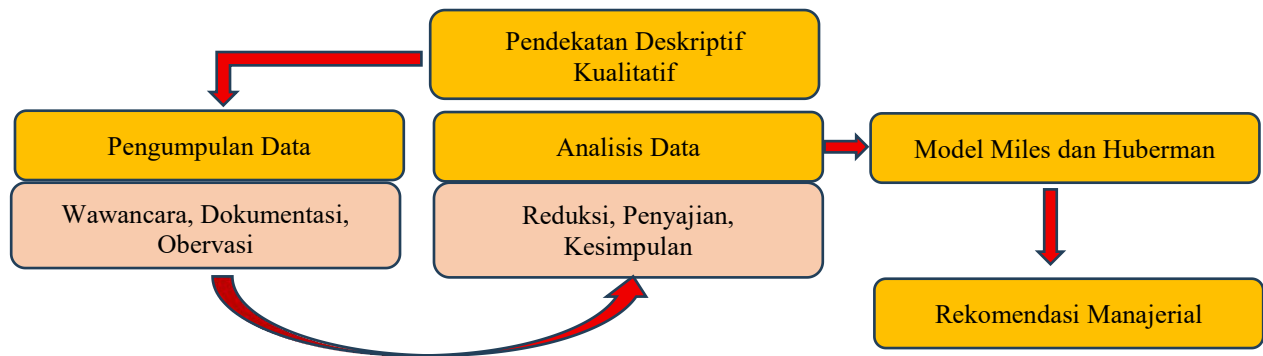 Pendekatan Deskriptif
Kualitatif
Pengumpulan Data
Wawancara, Dokumentasi,
Obervasi
Analisis Data
Reduksi, Penyajian,
Kesimpulan
Model Miles dan Huberman
Rekomendasi Manajerial